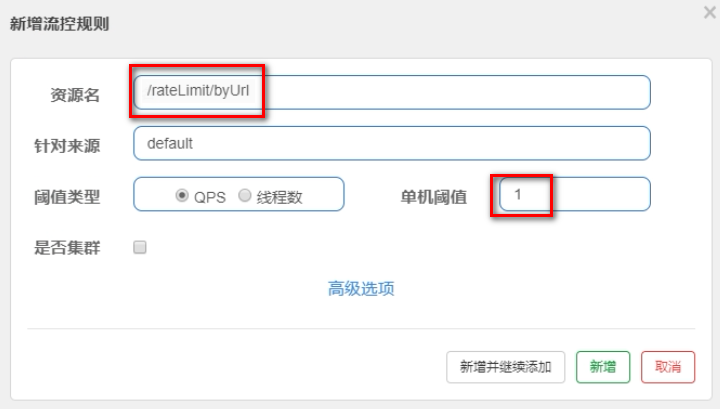 新增流控规则
×
资源名 /rateLimit/byUrl
针对来源 default
阈值类型 QPS 线程数 单机阈值 1
是否集群
高级选项
新增并继续添加 新增 取消